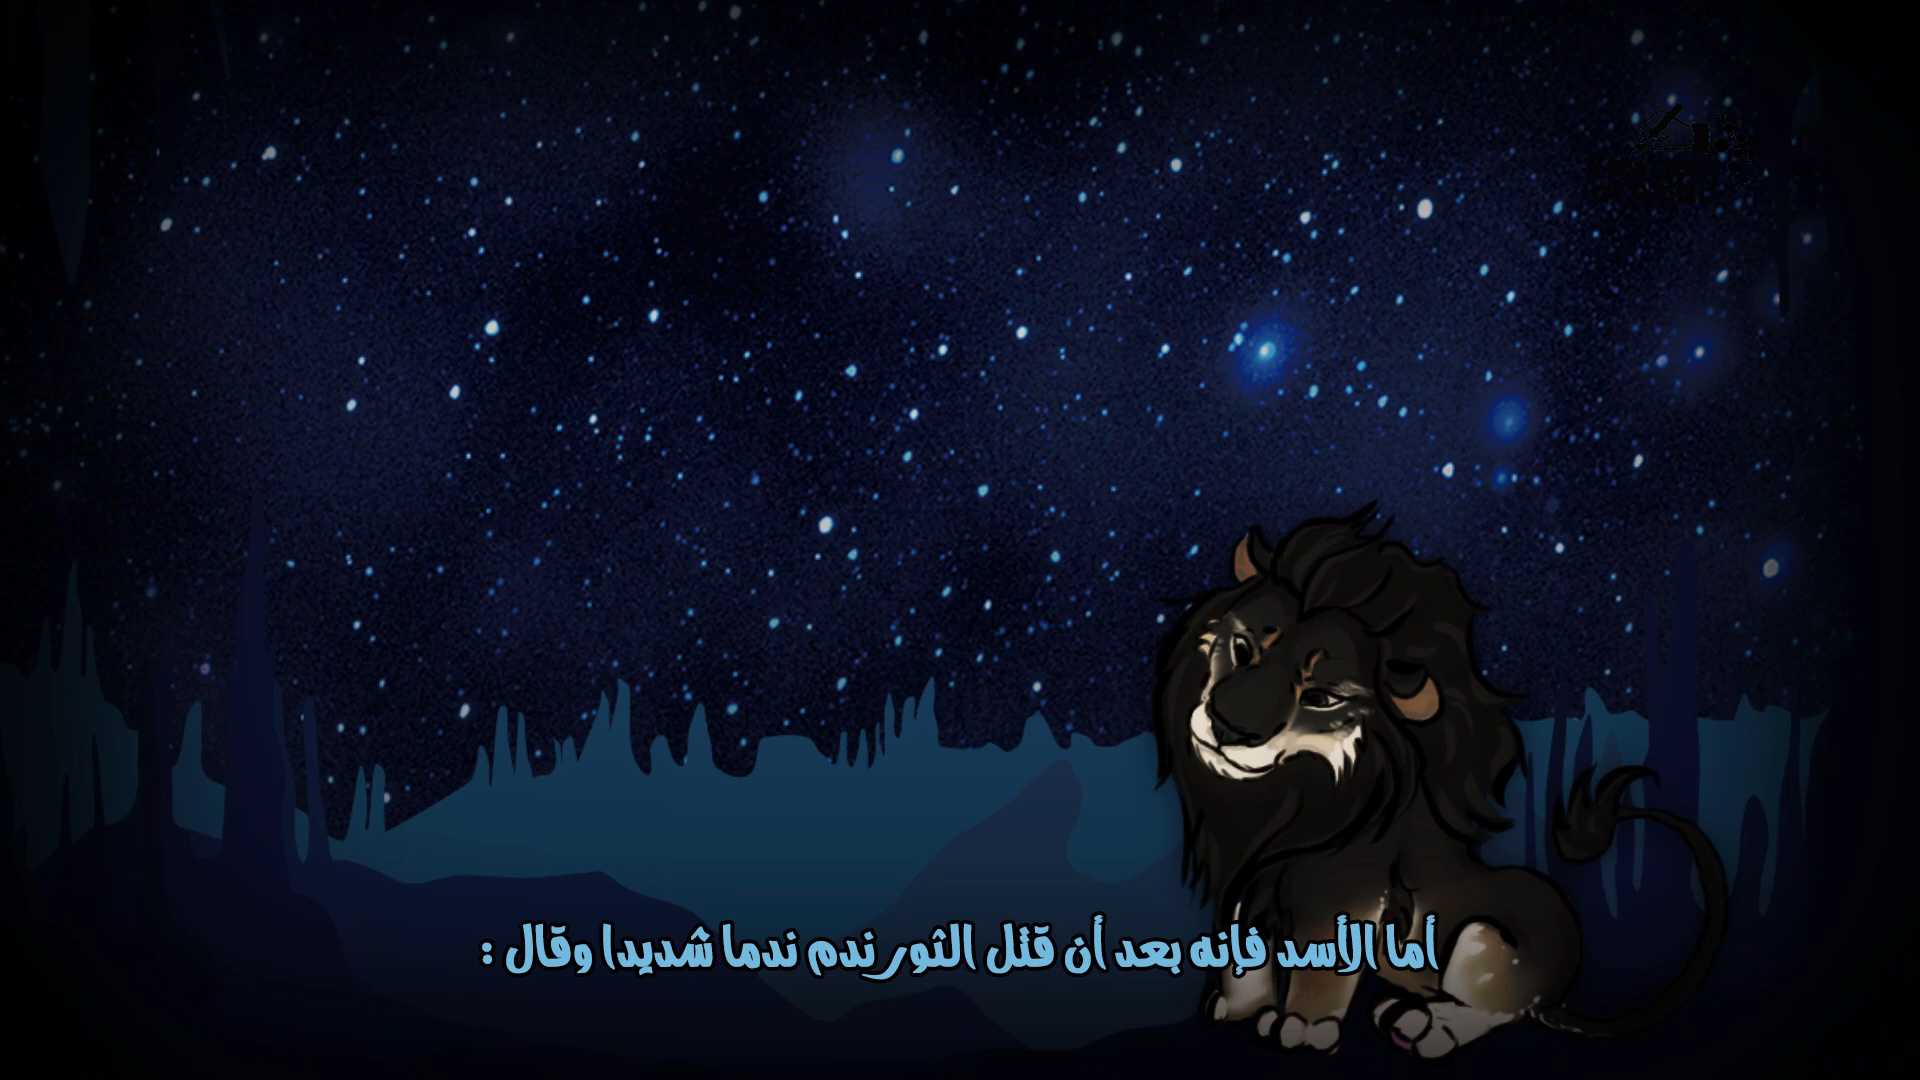 أما الأسد فإنه بعد أن قتل الثور ندم ندما شديدا وقال :